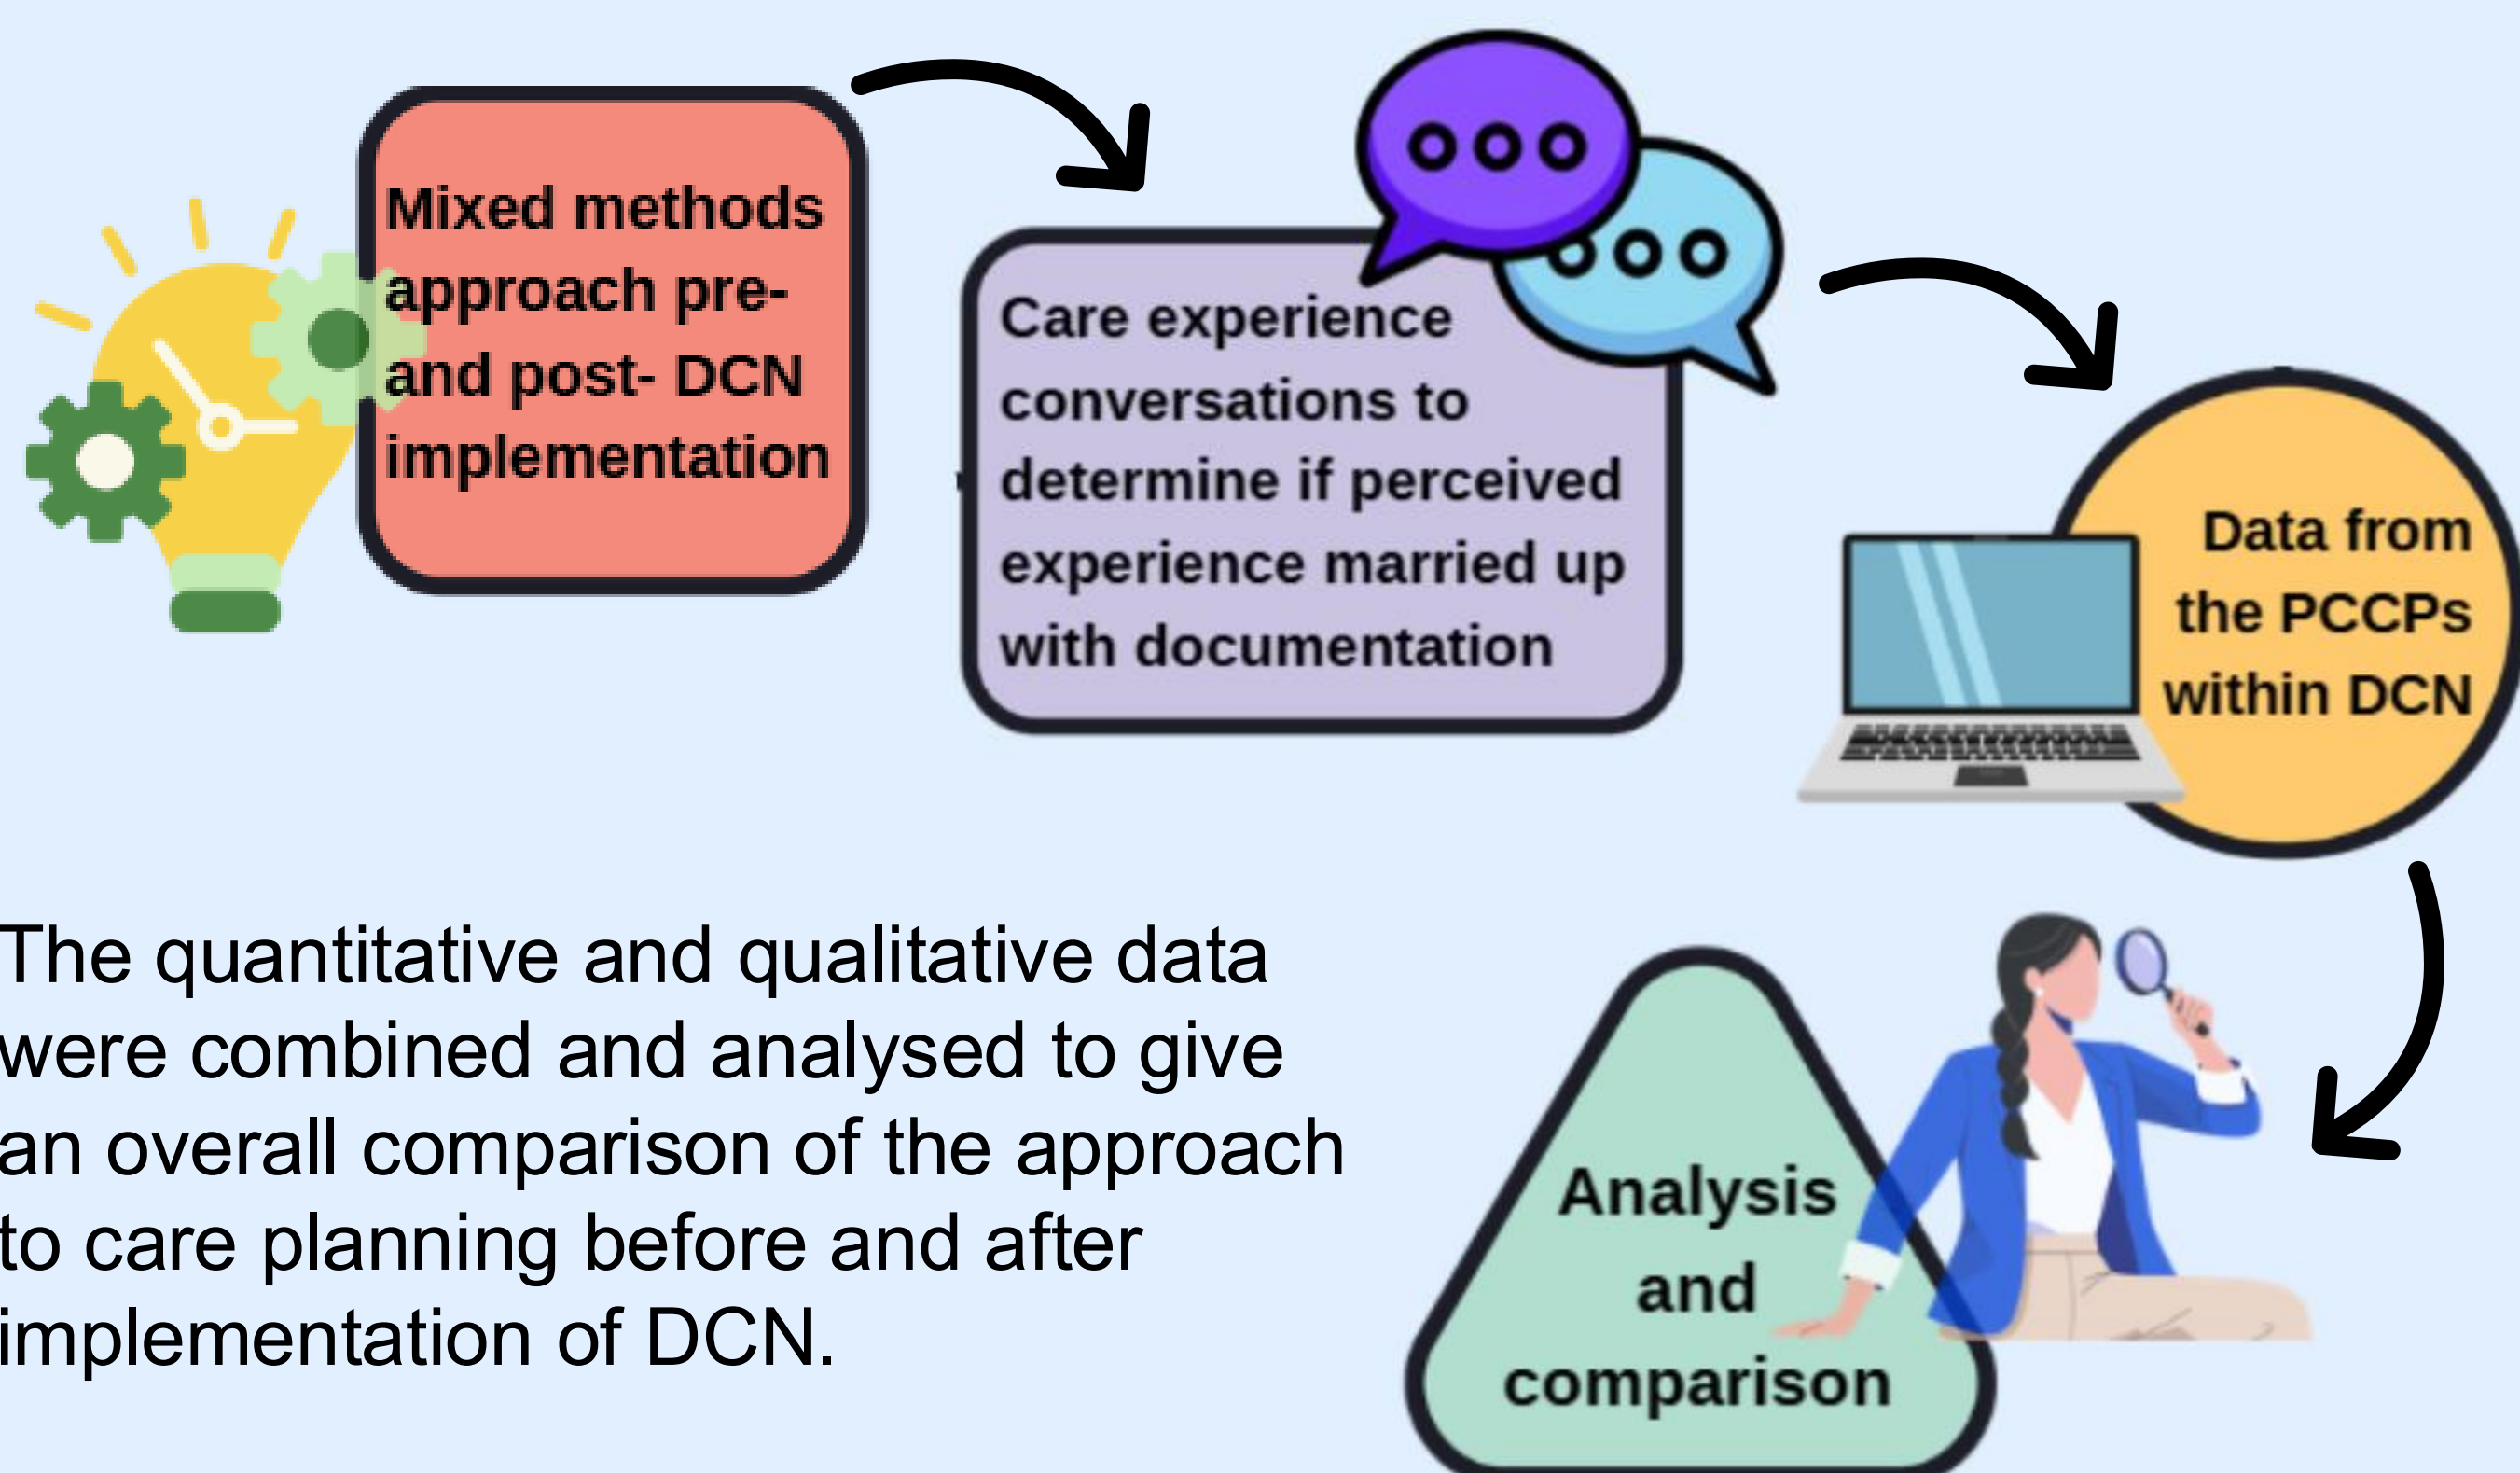 Mixed methods
approach pre-
and post- DCN
implementation
Care experience
conversations to
determine if perceived
experience married up
with documentation
Data from
the PCCPs
within DCN
The quantitative and qualitative data
were combined and analysed to give
an overall comparison of the approach
to care planning before and after
implementation of DCN.
Analysis
and
comparison